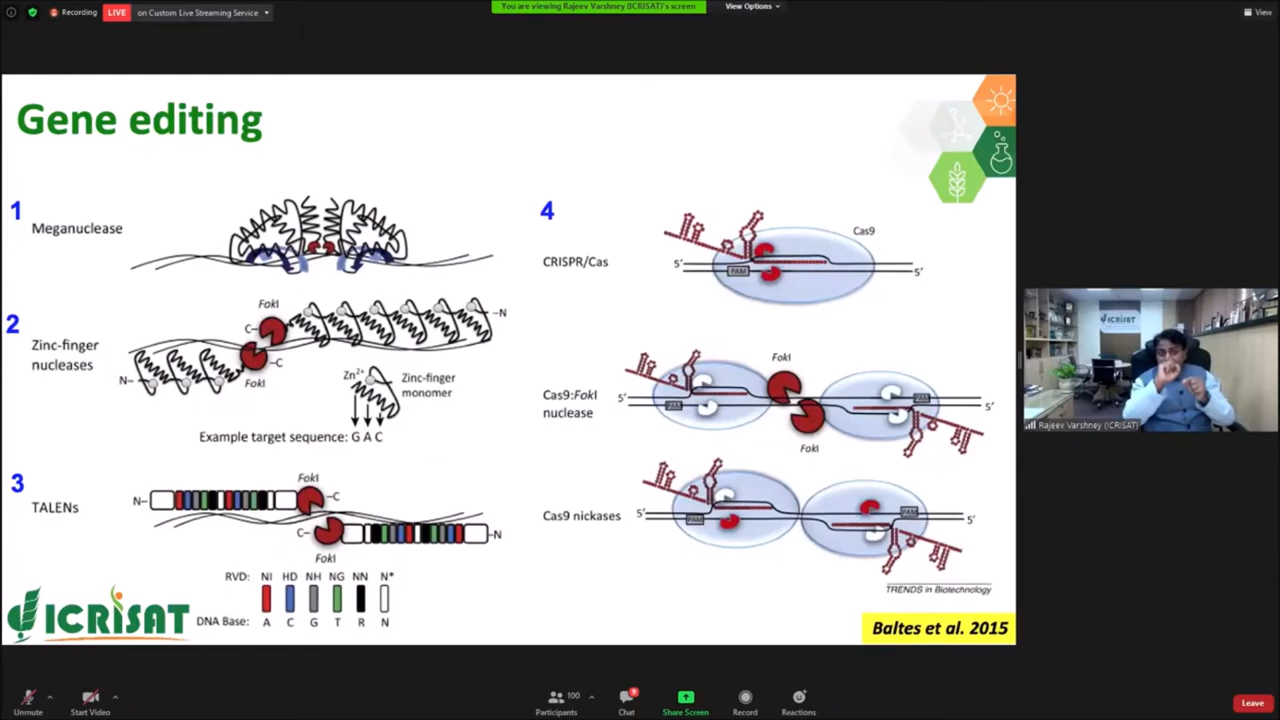 Recording
LIVE
on Custom Live Streaming Service
You are viewing Rajeev Varshney (ICRISAT)'s screen
View Options
View
Gene editing
1
Meganuclease
2
Zinc-finger
nucleases
FokI
C–
–N
N–
–C
FokI
Zn2+
Zinc-finger
monomer
Example target sequence: G A C
3
TALENs
FokI
N–
–C
C–
–N
FokI
RVD: NI HD NH NG NN N*
DNA Base: A C G T R N
4
CRISPR/Cas
Cas9
5'
PAM
5'
Cas9:FokI
nuclease
FokI
5'
PAM
PAM
5'
FokI
Cas9 nickases
5'
PAM
PAM
5'
TRENDS in Biotechnology
Baltes et al. 2015
ICRISAT
ICRISAT
Rajeev Varshney (ICRISAT)
Unmute
Start Video
100
Participants
9
Chat
Share Screen
Record
Reactions
Leave